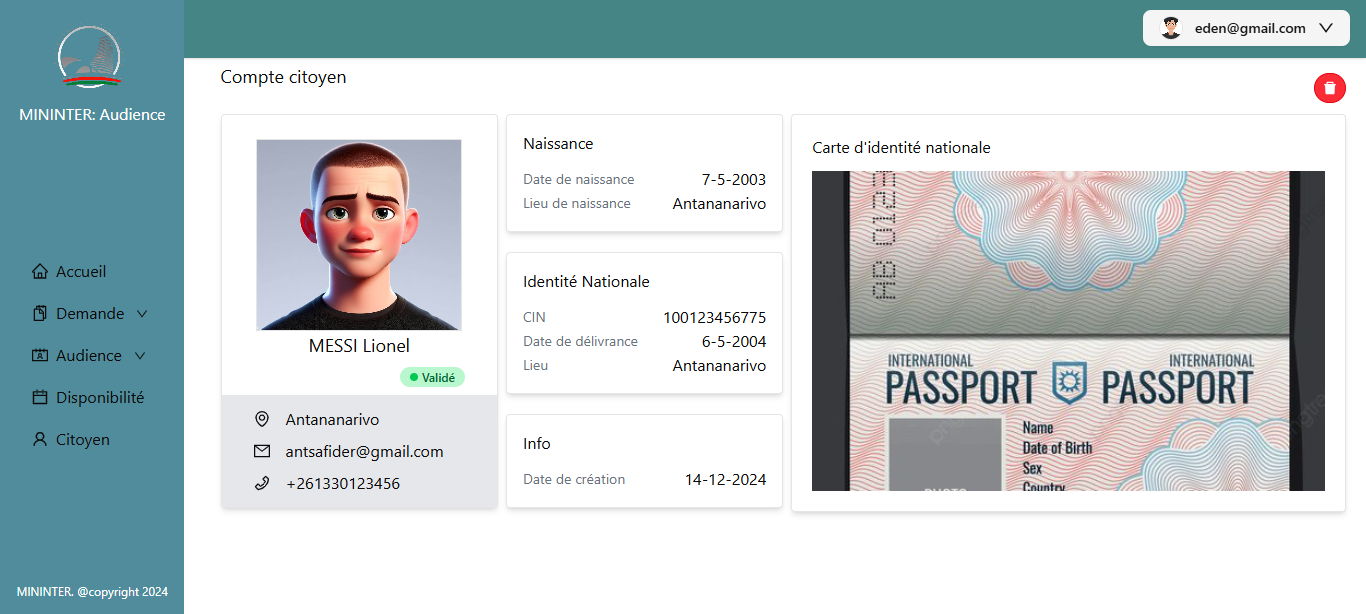 eden@gmail.com
MININTER: Audience
Accueil
Demande
Audience
Disponibilité
Citoyen
MININTER. @copyright 2024
Compte citoyen
MESSI Lionel
Validé
Antananarivo
antsafider@gmail.com
+261330123456
Naissance
Date de naissance 7-5-2003
Lieu de naissance Antananarivo
Identité Nationale
CIN 100123456775
Date de délivrance 6-5-2004
Lieu Antananarivo
Info
Date de création 14-12-2024
Carte d'identité nationale
INTERNATIONAL INTERNATIONAL
PASSPORT PASSPORT
Name
Date of Birth
Sex
Country
PHOTO